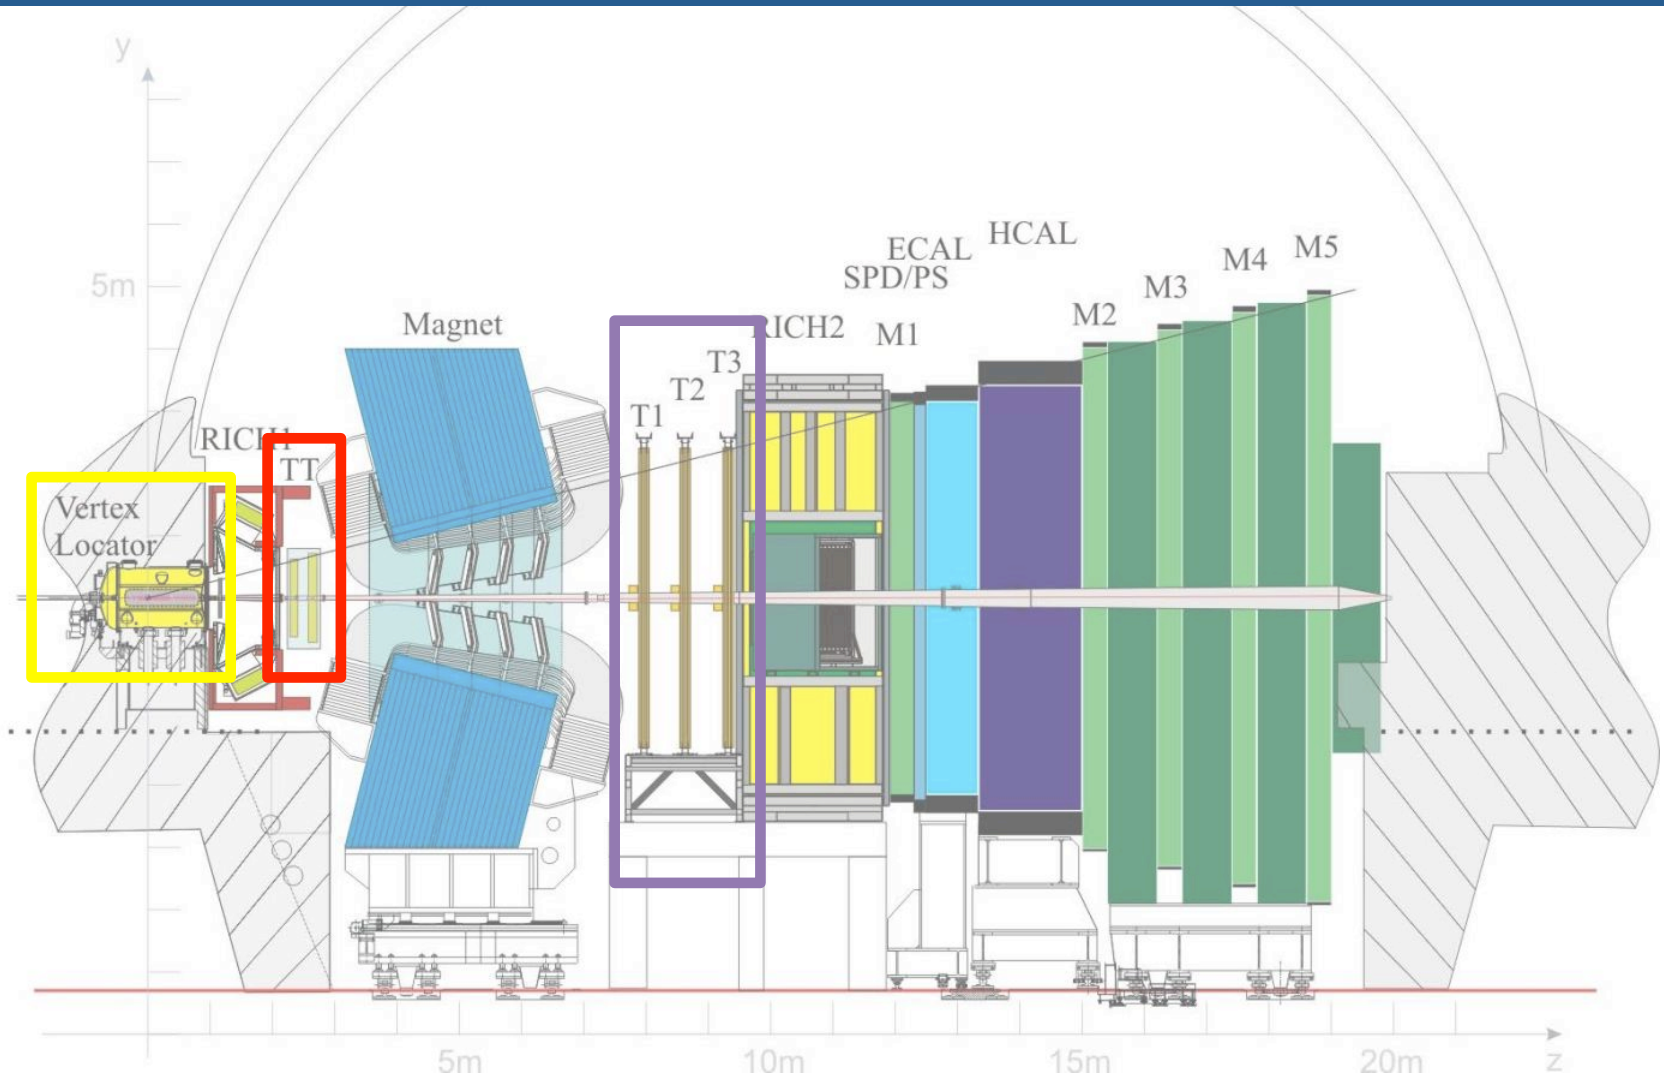 y
5m
Vertex
Locator
RICH1
TT
Magnet
T1
T2
T3
RICH2
M1
SPD/PS
ECAL
HCAL
M2
M3
M4
M5
5m
10m
15m
20m
z